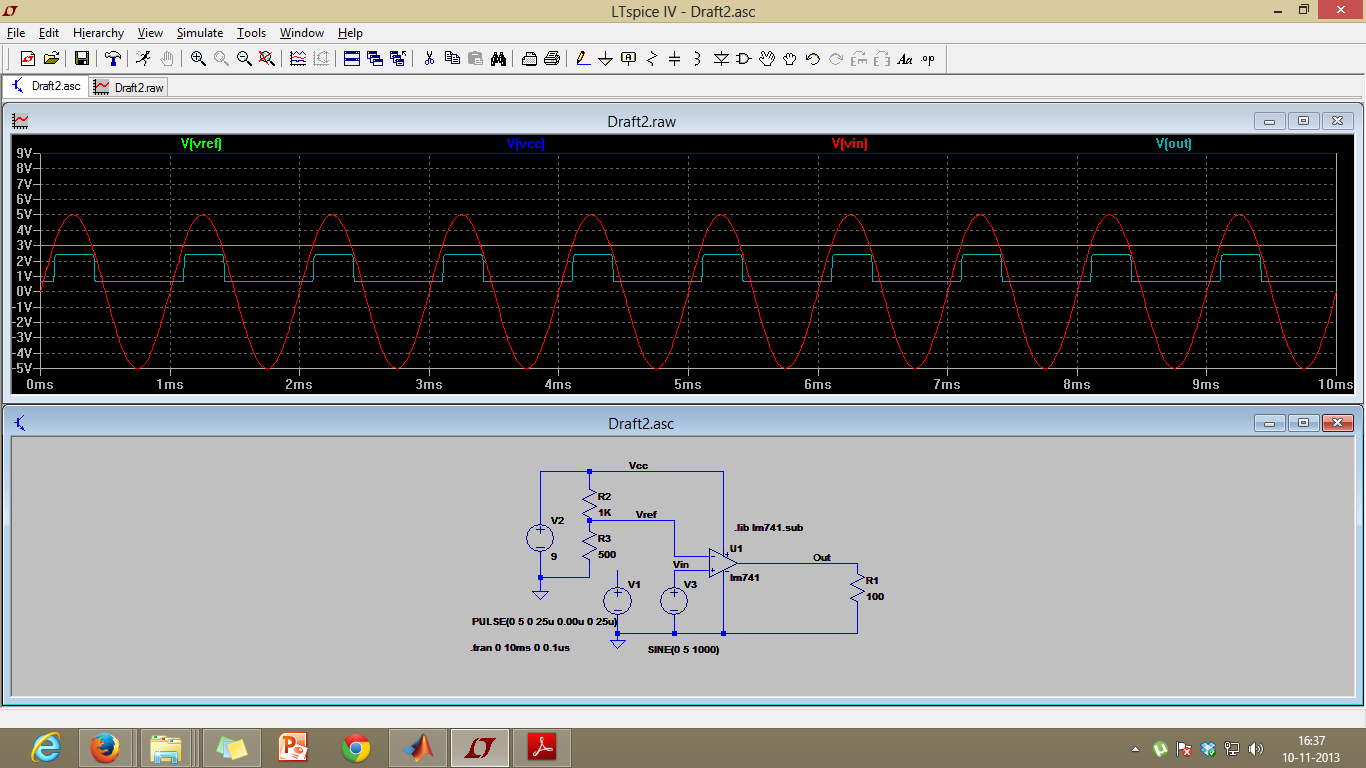 LTspice IV - Draft2.asc
File Edit Hierarchy View Simulate Tools Window Help
Draft2.asc Draft2.raw
Draft2.raw
V(vref) V(vcc) V(vin) V(out)
9V
8V
7V
6V
5V
4V
3V
2V
1V
0V
-1V
-2V
-3V
-4V
-5V
0ms 1ms 2ms 3ms 4ms 5ms 6ms 7ms 8ms 9ms 10ms
Draft2.asc
Vcc
R2
1K
Vref
V2
9
R3
500
.lib lm741.sub
U1
lm741
Out
Vin
V1
V3
R1
100
PULSE(0 5 0 25u 0.00u 0 25u)
.tran 0 10ms 0 0.1us
SINE(0 5 1000)
16:37
10-11-2013